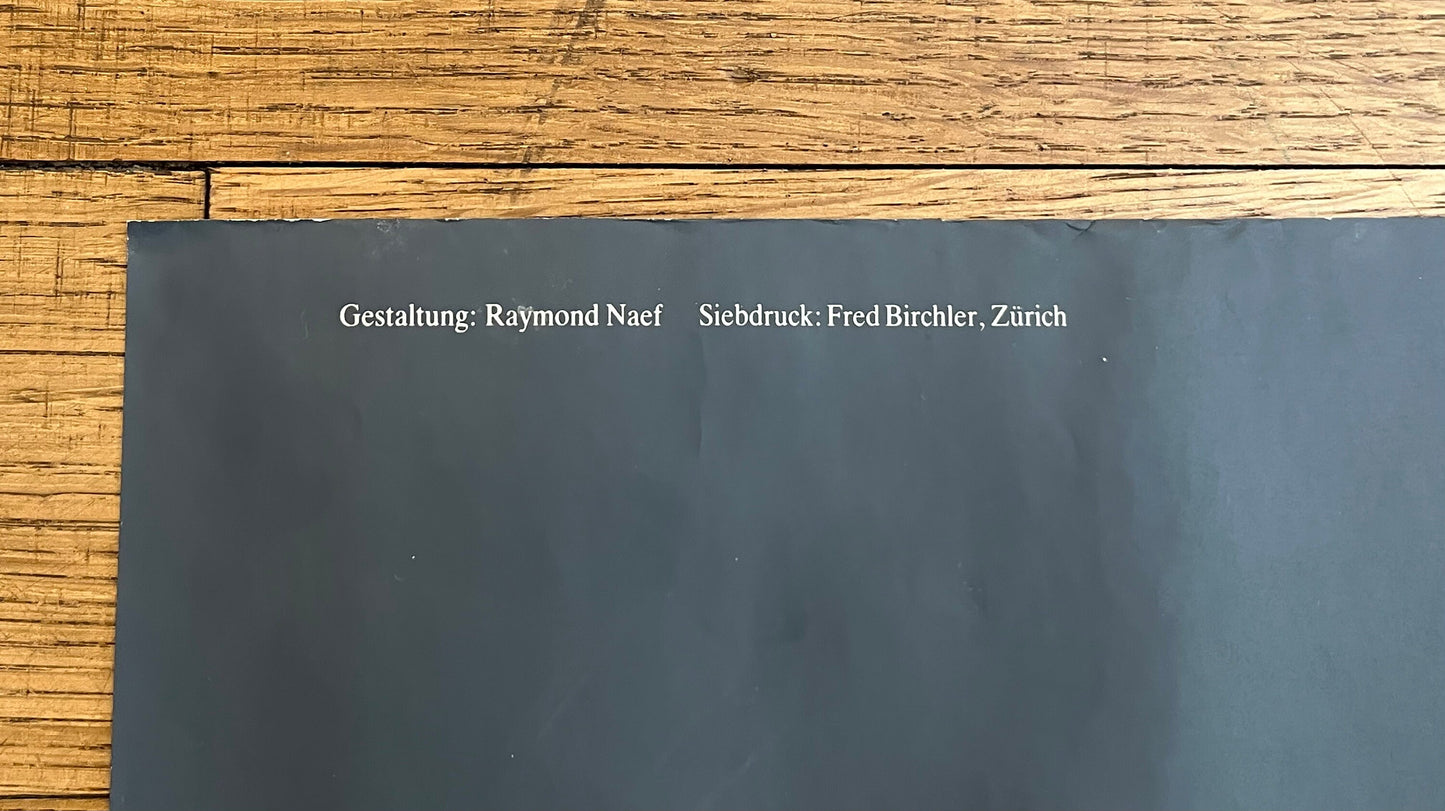 Gestaltung: Raymond Naef Siebdruck: Fred Birchler, Zürich